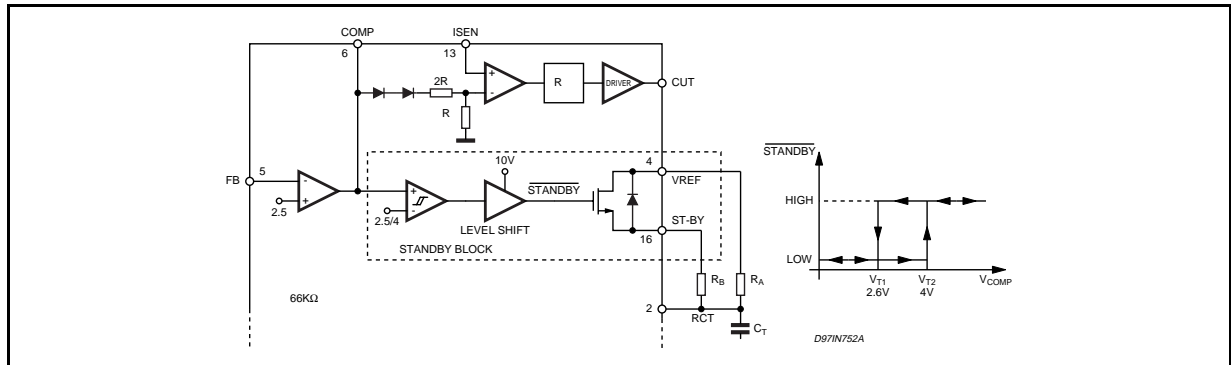 COMP
ISEN
6
13
2R
+
-
R
DRIVER
CUT
R
10V
4
VREF
STANDBY
HIGH
LOW
VT1
2.6V
VT2
4V
VCOMP
FB
5
-
+
2.5
+
-
2.5/4
STANDBY
LEVEL SHIFT
STANDBY BLOCK
ST-BY
16
RB
RA
66KΩ
2
RCT
CT
D97IN752A